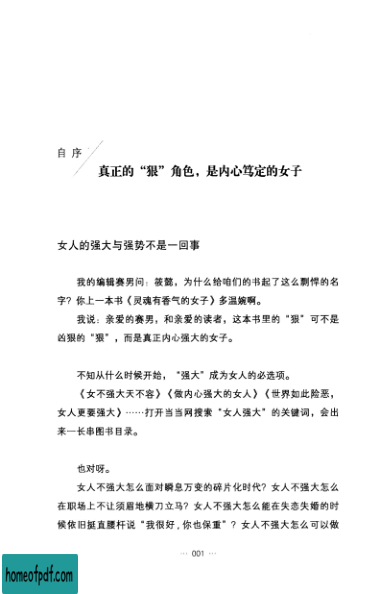 自 序
真正的“狠”角色，是内心笃定的女子
女人的强大与强势不是一回事
我的编辑赛男问：筱懿，为什么给咱们的书起了这么剽悍的名
字？你上一本书《灵魂有香气的女子》多温婉啊。
我说：亲爱的赛男，和亲爱的读者，这本书里的“狠”可不是
凶狠的“狠”，而是真正内心强大的女子。
不知从什么时候开始，“强大”成为女人的必选项。
《女不强大天不容》《做内心强大的女人》《世界如此险恶，
女人更要强大》……打开当当网搜索“女人强大”的关键词，会出
来一长串图书目录。
也对呀。
女人不强大怎么面对瞬息万变的碎片化时代？女人不强大怎么
在职场上不让须眉地横刀立马？女人不强大怎么能在失恋失婚的时
候依旧挺直腰杆说“我很好，你也保重”？女人不强大怎么可以做
··· 001 ···
homeofpdf.com